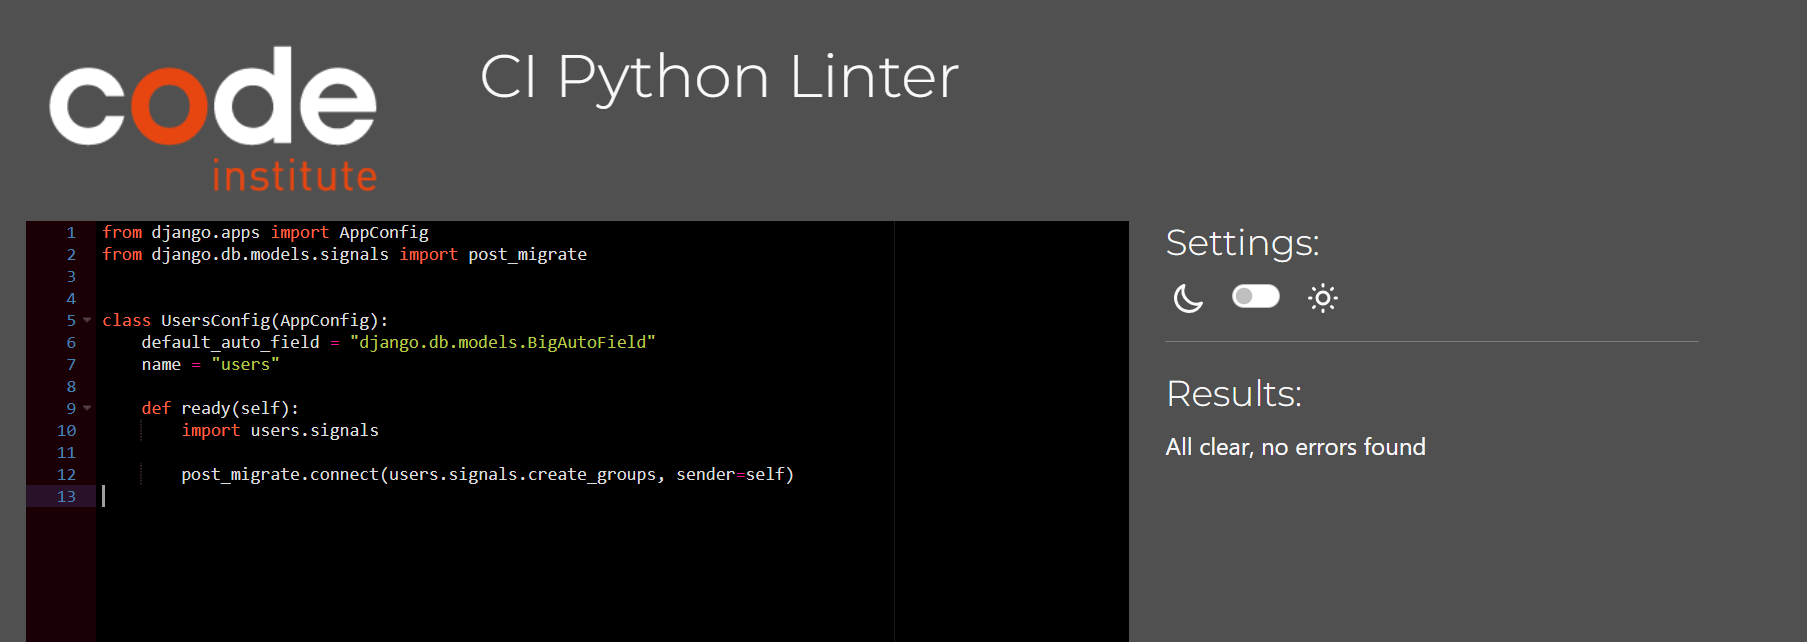 code
institute
CI Python Linter
1 from django.apps import AppConfig
2 from django.db.models.signals import post_migrate
3
4
5 class UsersConfig(AppConfig):
6     default_auto_field = "django.db.models.BigAutoField"
7     name = "users"
8
9     def ready(self):
10         import users.signals
11
12         post_migrate.connect(users.signals.create_groups, sender=self)
13
Settings:
Results:
All clear, no errors found